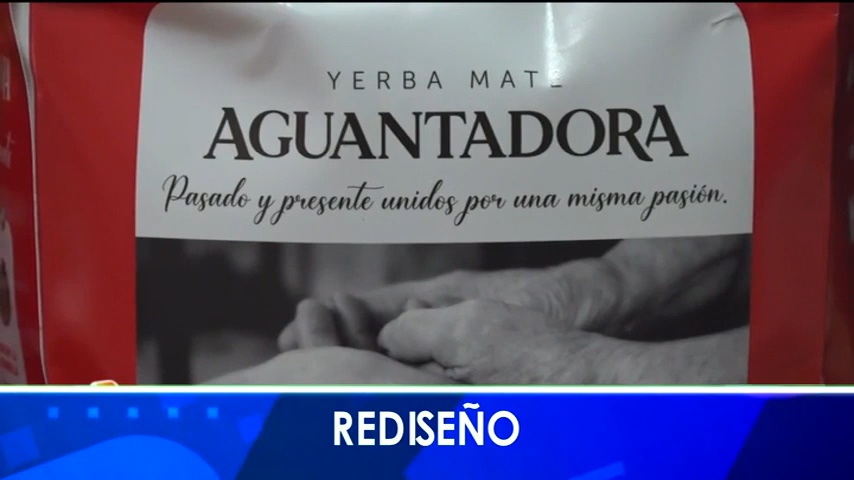 YERBA MATE
AGUANTADORA
Pasado y presente unidos por una misma pasión.
REDISEÑO